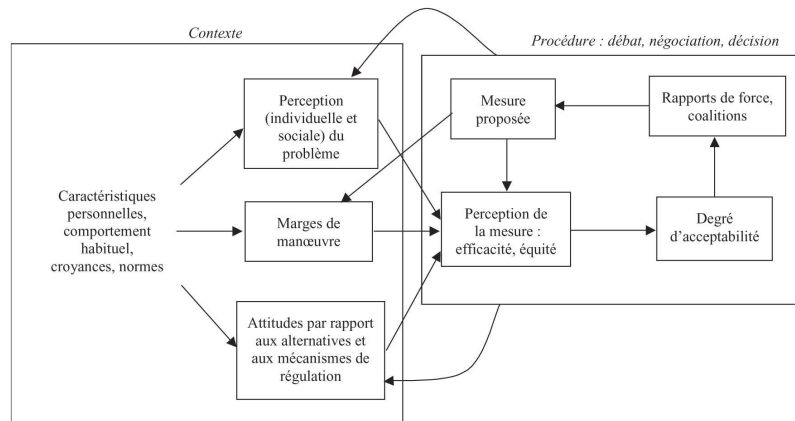 Contexte
Procédure : débat, négociation, décision
Perception
(individuelle et
sociale) du
problème
Mesure
proposée
Rapports de force,
coalitions
Caractéristiques
personnelles,
comportement
habituel,
croyances, normes
Marges de
manœuvre
Perception de
la mesure :
efficacité, équité
Degré
d'acceptabilité
Attitudes par rapport
aux alternatives et
aux mécanismes de
régulation